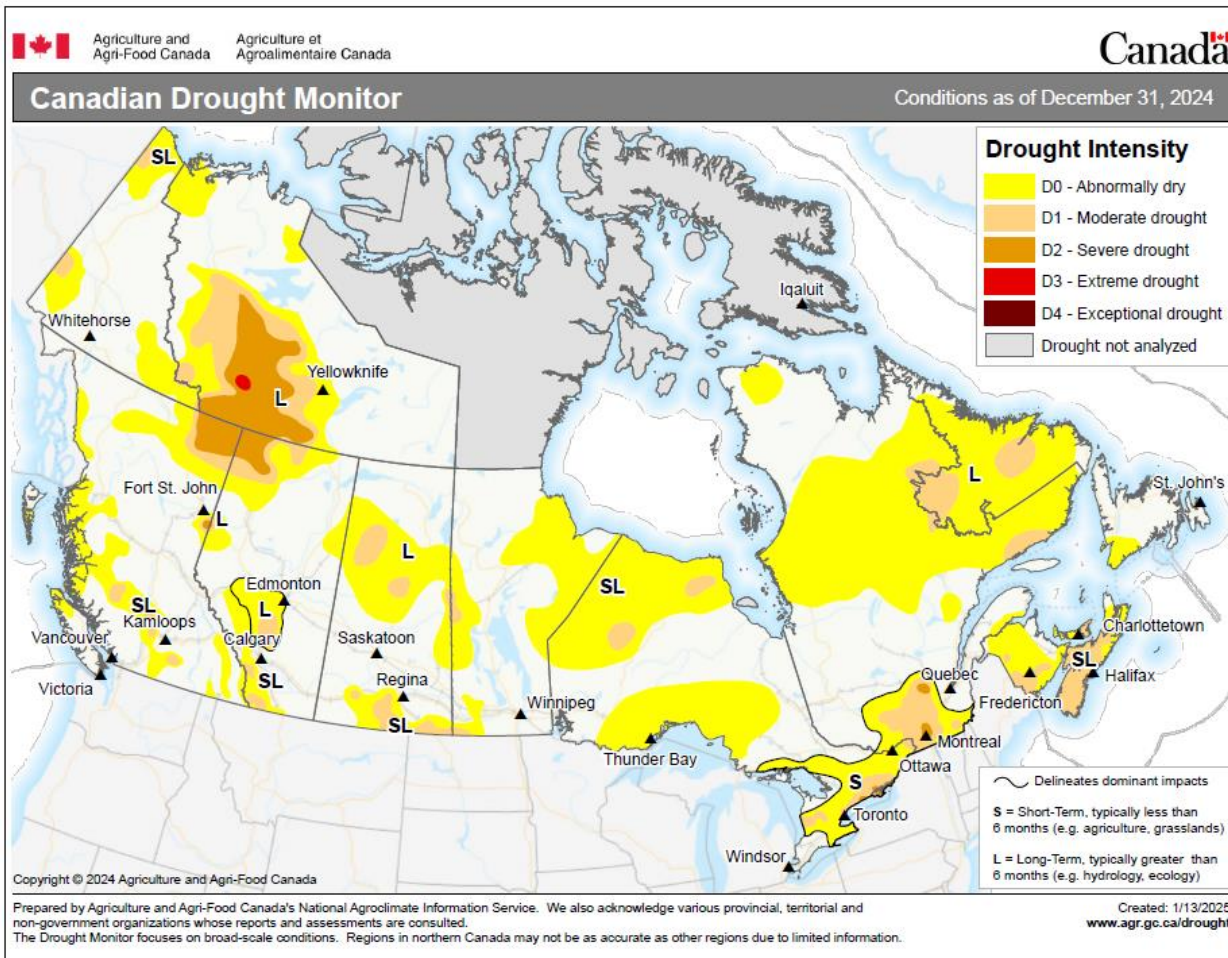 Agriculture and
Agri-Food Canada
Agriculture et
Agroalimentaire Canada
Canada
Canadian Drought Monitor
Conditions as of December 31, 2024
Drought Intensity
D0 - Abnormally dry
D1 - Moderate drought
D2 - Severe drought
D3 - Extreme drought
D4 - Exceptional drought
Drought not analyzed
SL
Iqaluit
Whitehorse
Yellowknife
L
Fort St. John
L
L
St. John's
Edmonton
L
L
SL
SL
Kamloops
Vancouver
Calgary
Saskatoon
Charlottetown
Victoria
SL
Regina
SL
Winnipeg
Quebec
SL
Halifax
Fredericton
Thunder Bay
Montreal
Ottawa
S
Toronto
Windsor
Delineates dominant impacts
S = Short-Term, typically less than
6 months (e.g. agriculture, grasslands)
L = Long-Term, typically greater than
6 months (e.g. hydrology, ecology)
Copyright © 2024 Agriculture and Agri-Food Canada
Prepared by Agriculture and Agri-Food Canada's National Agroclimate Information Service. We also acknowledge various provincial, territorial and
non-government organizations whose reports and assessments are consulted.
The Drought Monitor focuses on broad-scale conditions. Regions in northern Canada may not be as accurate as other regions due to limited information.
Created: 1/13/2025
www.agr.gc.ca/drought